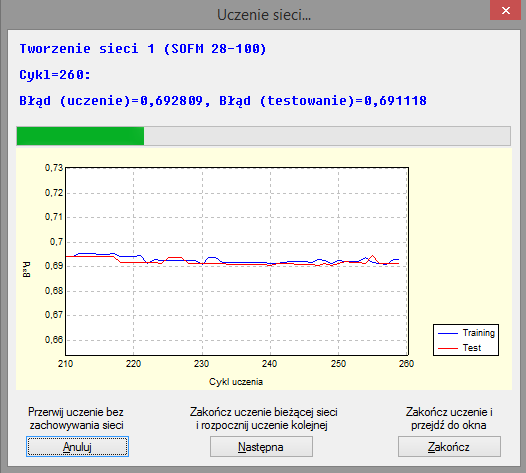 Uczenie sieci...
Tworzenie sieci 1 (SOFM 28-100)
Cykl=260:
Błąd (uczenie)=0,692809, Błąd (testowanie)=0,691118
0,73
0,72
0,71
0,7
0,69
0,68
0,67
0,66
Błąd
210 220 230 240 250 260
Cykl uczenia
Training
Test
Przerwij uczenie bez
zachowywania sieci
Anuluj
Zakończ uczenie bieżącej sieci
i rozpocznij uczenie kolejnej
Następna
Zakończ uczenie i
przejdź do okna
Zakończ